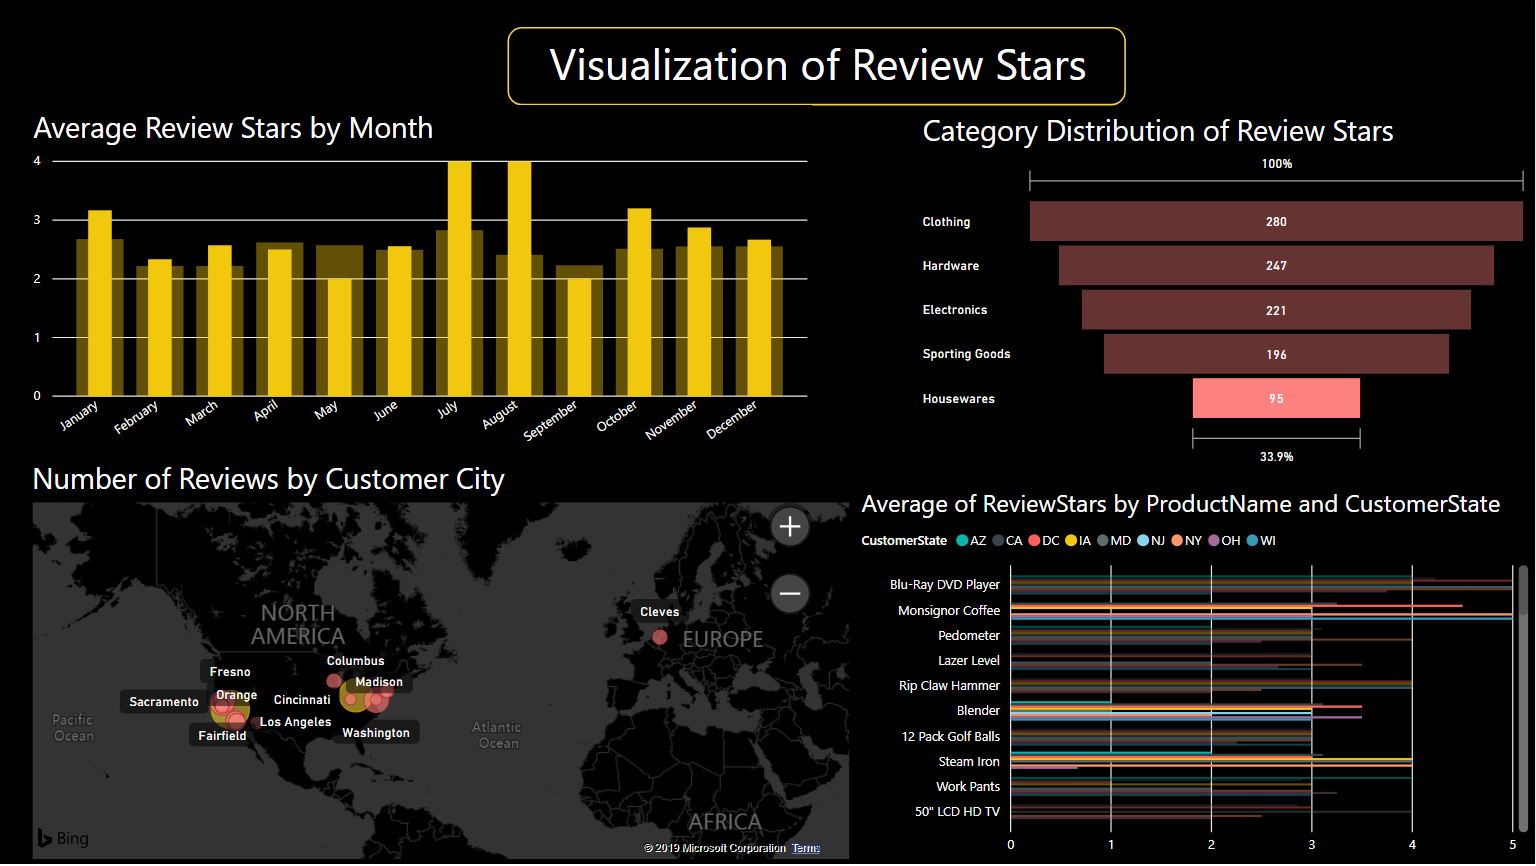 Visualization of Review Stars
Average Review Stars by Month
4
3
2
1
0
January
February
March
April
May
June
July
August
September
October
November
December
Category Distribution of Review Stars
100%
Clothing 280
Hardware 247
Electronics 221
Sporting Goods 196
Housewares 95
33.9%
Number of Reviews by Customer City
NORTH
AMERICA
EUROPE
AFRICA
Pacific
Ocean
Atlantic
Ocean
Cleves
Columbus
Fresno
Madison
Orange
Cincinnati
Sacramento
Los Angeles
Fairfield
Washington
Bing
© 2019 Microsoft Corporation Terms
Average of ReviewStars by ProductName and CustomerState
CustomerState AZ CA DC IA MD NJ NY OH WI
Blu-Ray DVD Player
Monsignor Coffee
Pedometer
Lazer Level
Rip Claw Hammer
Blender
12 Pack Golf Balls
Steam Iron
Work Pants
50" LCD HD TV
0 1 2 3 4 5